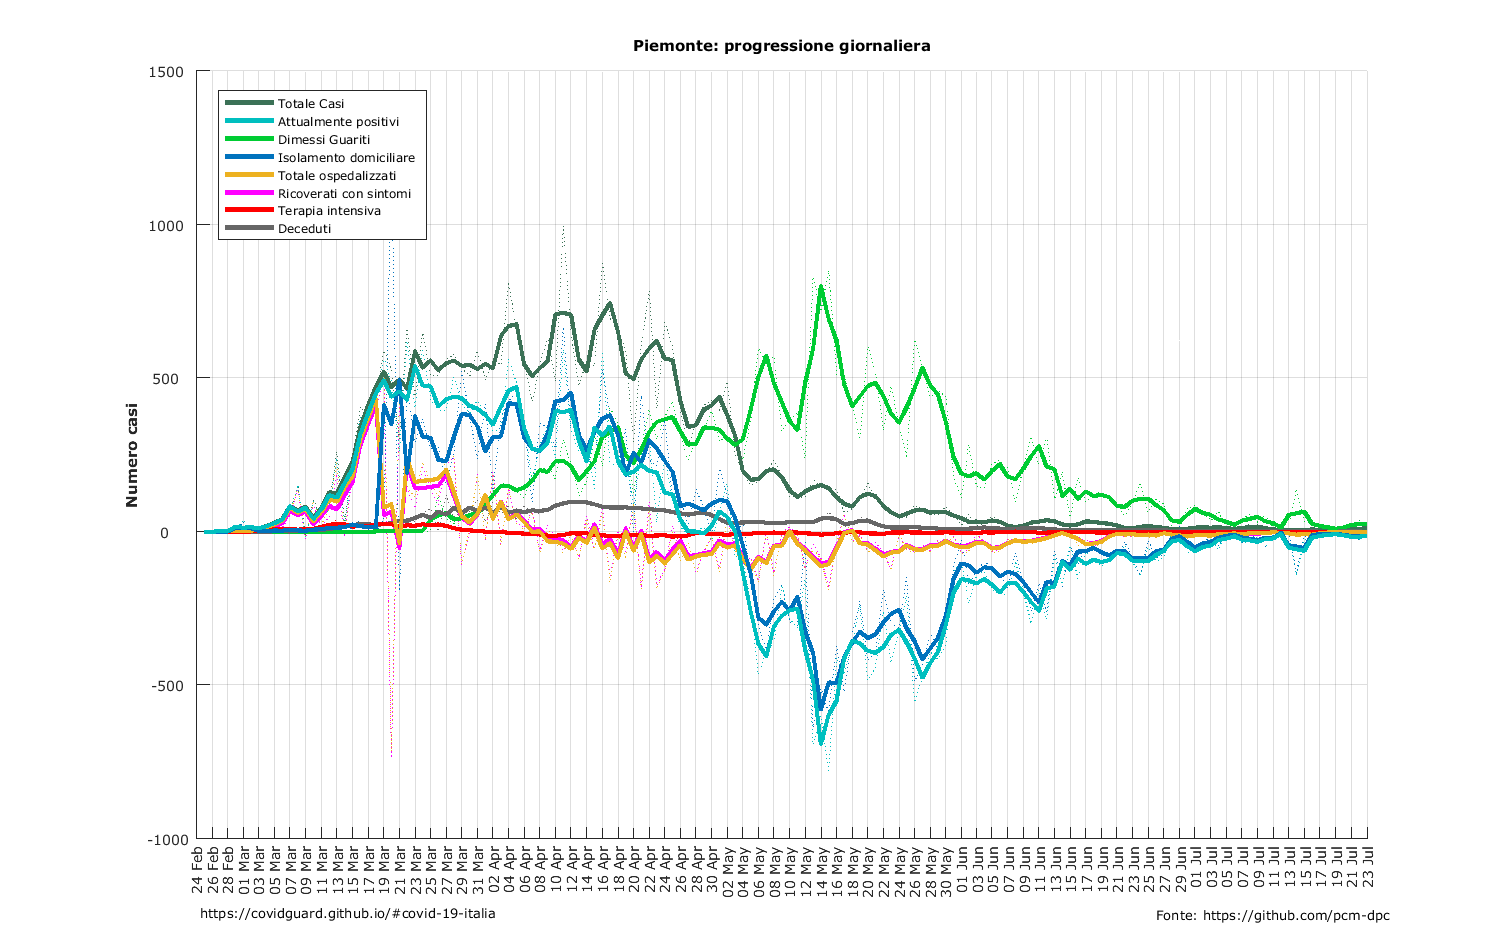 Piemonte: progressione giornaliera
1500
1000
500
0
-500
-1000
Numero casi
Totale Casi
Attualmente positivi
Dimessi Guariti
Isolamento domiciliare
Totale ospedalizzati
Ricoverati con sintomi
Terapia intensiva
Deceduti
24 Feb
26 Feb
28 Feb
01 Mar
03 Mar
05 Mar
07 Mar
09 Mar
11 Mar
13 Mar
15 Mar
17 Mar
19 Mar
21 Mar
23 Mar
25 Mar
27 Mar
29 Mar
31 Mar
02 Apr
04 Apr
06 Apr
08 Apr
10 Apr
12 Apr
14 Apr
16 Apr
18 Apr
20 Apr
22 Apr
24 Apr
26 Apr
28 Apr
30 Apr
02 May
04 May
06 May
08 May
10 May
12 May
14 May
16 May
18 May
20 May
22 May
24 May
26 May
28 May
30 May
01 Jun
03 Jun
05 Jun
07 Jun
09 Jun
11 Jun
13 Jun
15 Jun
17 Jun
19 Jun
21 Jun
23 Jun
25 Jun
27 Jun
29 Jun
01 Jul
03 Jul
05 Jul
07 Jul
09 Jul
11 Jul
13 Jul
15 Jul
17 Jul
19 Jul
21 Jul
23 Jul
https://covidguard.github.io/#covid-19-italia
Fonte: https://github.com/pcm-dpc